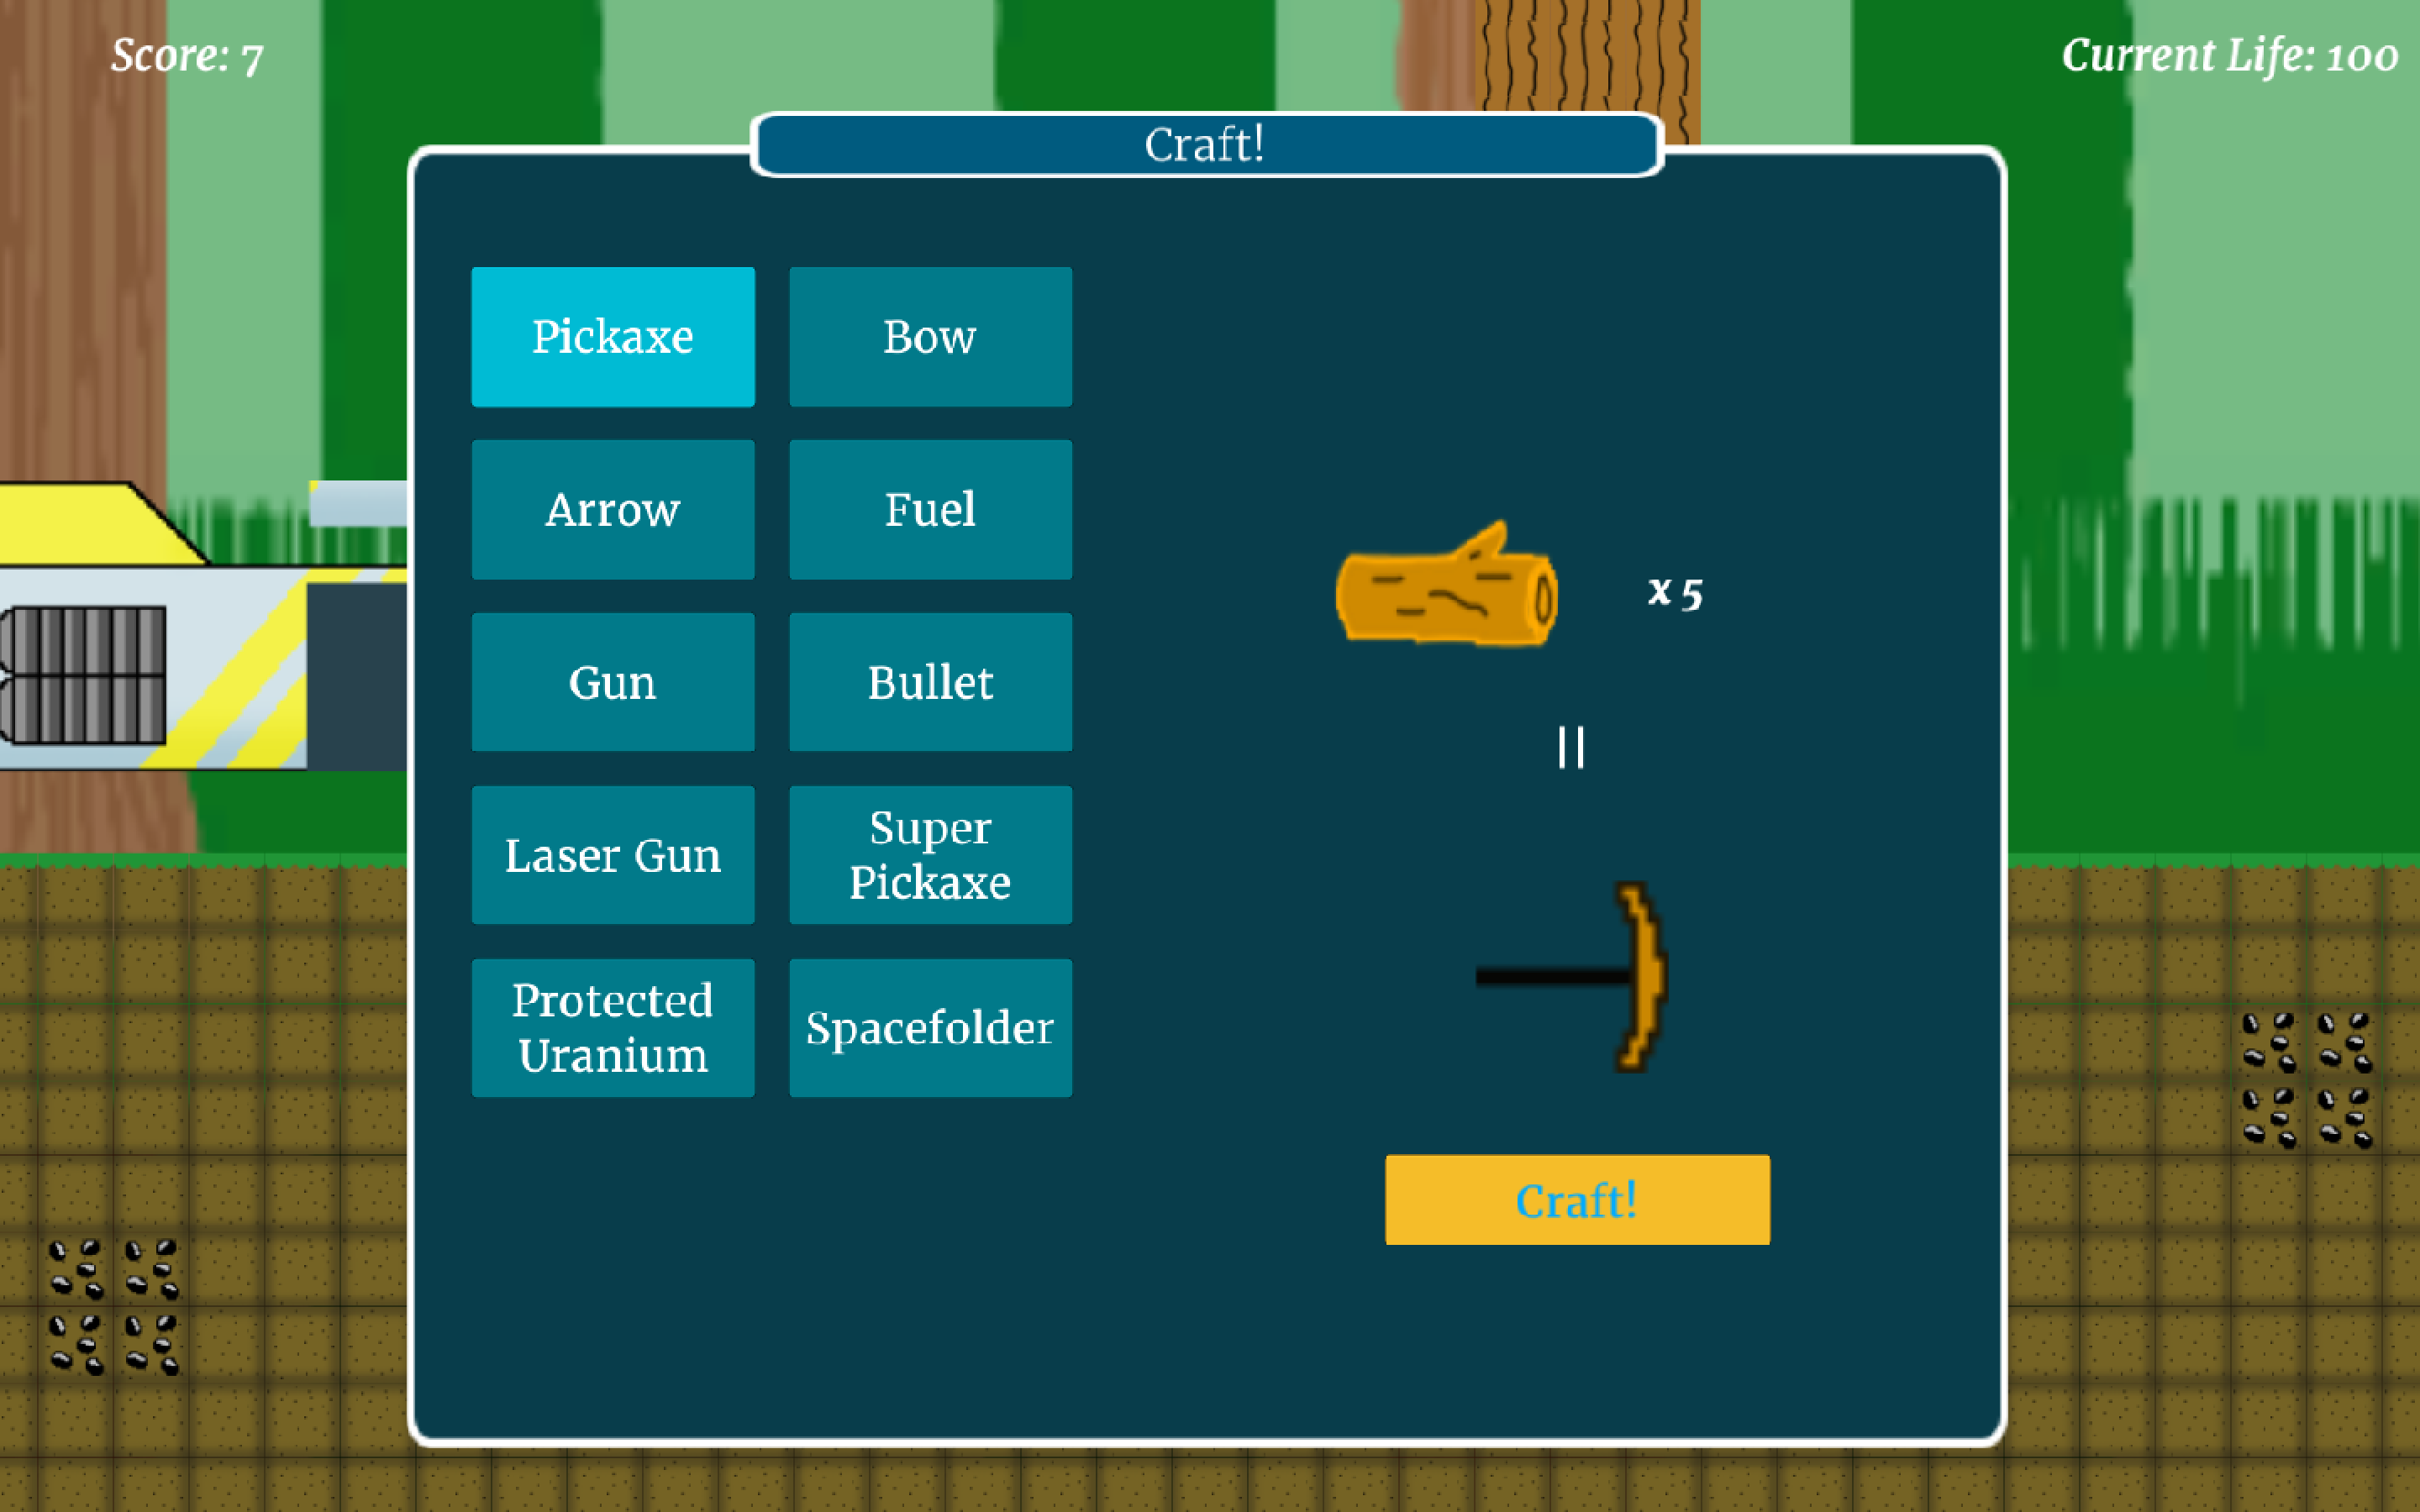 Score: 7
Current Life: 100
Craft!
Pickaxe
Bow
Arrow
Fuel
Gun
Bullet
Laser Gun
Super
Pickaxe
Protected
Uranium
Spacefolder
x 5
Craft!